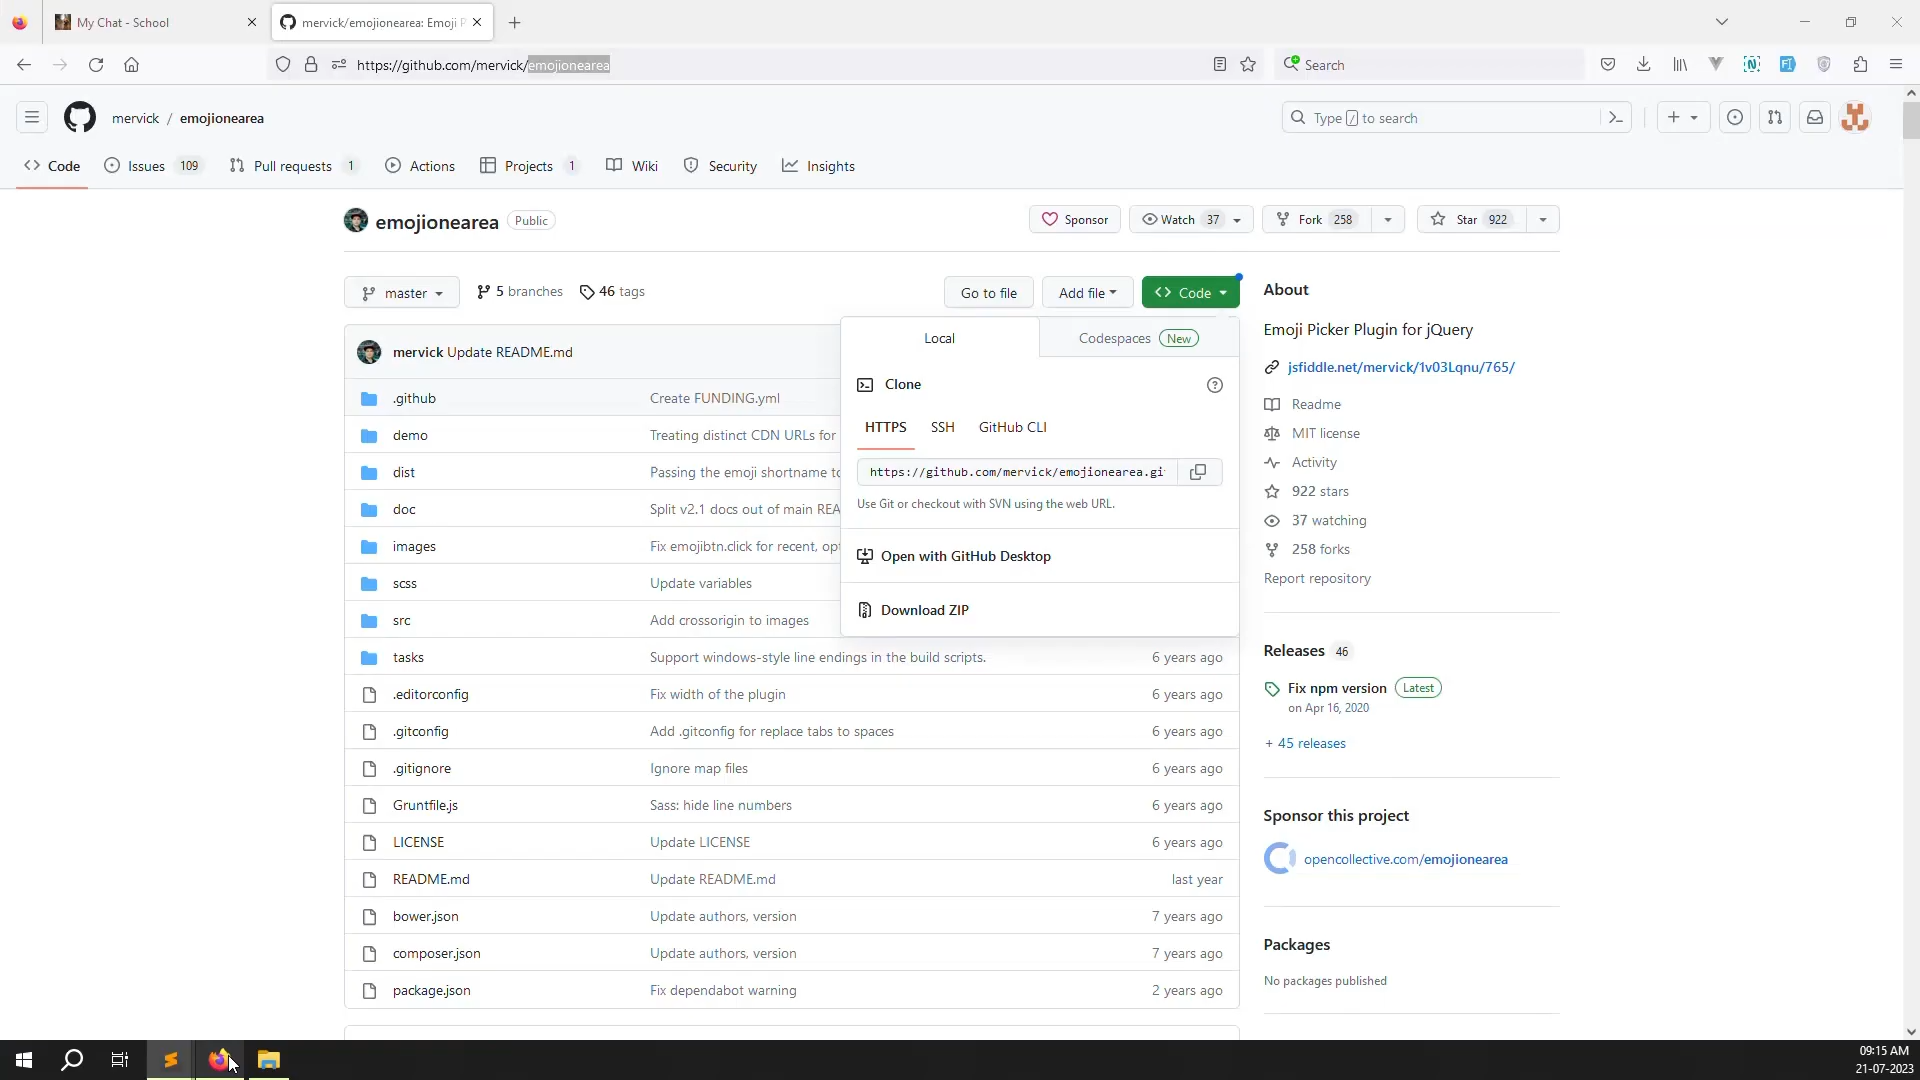 My Chat - School
mervick/emojionearea: Emoji P
https://github.com/mervick/emojionearea
Search
mervick / emojionearea
Type / to search
Code
Issues 109
Pull requests 1
Actions
Projects 1
Wiki
Security
Insights
emojionearea Public
Sponsor
Watch 37
Fork 258
Star 922
master
5 branches
46 tags
Go to file
Add file
Code
mervick Update README.md
.github Create FUNDING.yml
demo Treating distinct CDN URLs for
dist Passing the emoji shortname to
doc Split v2.1 docs out of main REA
images Fix emojibtn.click for recent, opt
scss Update variables
src Add crossorigin to images
tasks Support windows-style line endings in the build scripts. 6 years ago
.editorconfig Fix width of the plugin 6 years ago
.gitconfig Add .gitconfig for replace tabs to spaces 6 years ago
.gitignore Ignore map files 6 years ago
Gruntfile.js Sass: hide line numbers 6 years ago
LICENSE Update LICENSE 6 years ago
README.md Update README.md last year
bower.json Update authors, version 7 years ago
composer.json Update authors, version 7 years ago
package.json Fix dependabot warning 2 years ago
Local
Codespaces New
Clone
HTTPS SSH GitHub CLI
https://github.com/mervick/emojionearea.gi
Use Git or checkout with SVN using the web URL.
Open with GitHub Desktop
Download ZIP
About
Emoji Picker Plugin for jQuery
jsfiddle.net/mervick/1v03Lqnu/765/
Readme
MIT license
Activity
922 stars
37 watching
258 forks
Report repository
Releases 46
Fix npm version Latest
on Apr 16, 2020
+ 45 releases
Sponsor this project
opencollective.com/emojionearea
Packages
No packages published
09:15 AM
21-07-2023